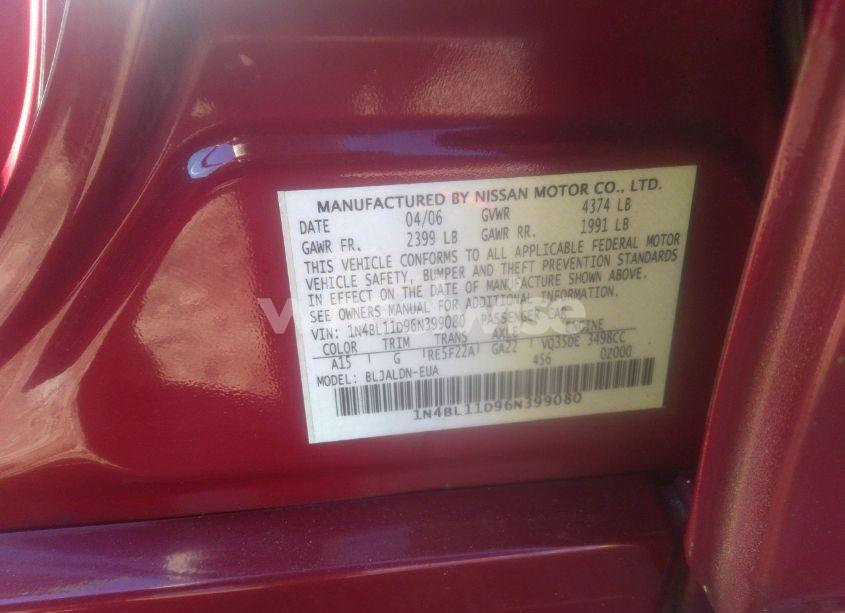 MANUFACTURED BY NISSAN MOTOR CO., LTD.
DATE 04/06 GVWR 4374 LB
GAWR FR. 2399 LB GAWR RR. 1991 LB
THIS VEHICLE CONFORMS TO ALL APPLICABLE FEDERAL MOTOR
VEHICLE SAFETY, BUMPER AND THEFT PREVENTION STANDARDS
IN EFFECT ON THE DATE OF MANUFACTURE SHOWN ABOVE.
SEE OWNERS MANUAL FOR ADDITIONAL INFORMATION.
VIN: 1N4BL11D96N399080 PASSENGER CAR
COLOR TRIM TRANS AXLE ENGINE
A15 G RE5F22A GA22 VQ35DE 3498CC
MODEL: BLJALDN-EUA 456 02000
1N4BL11D96N399080